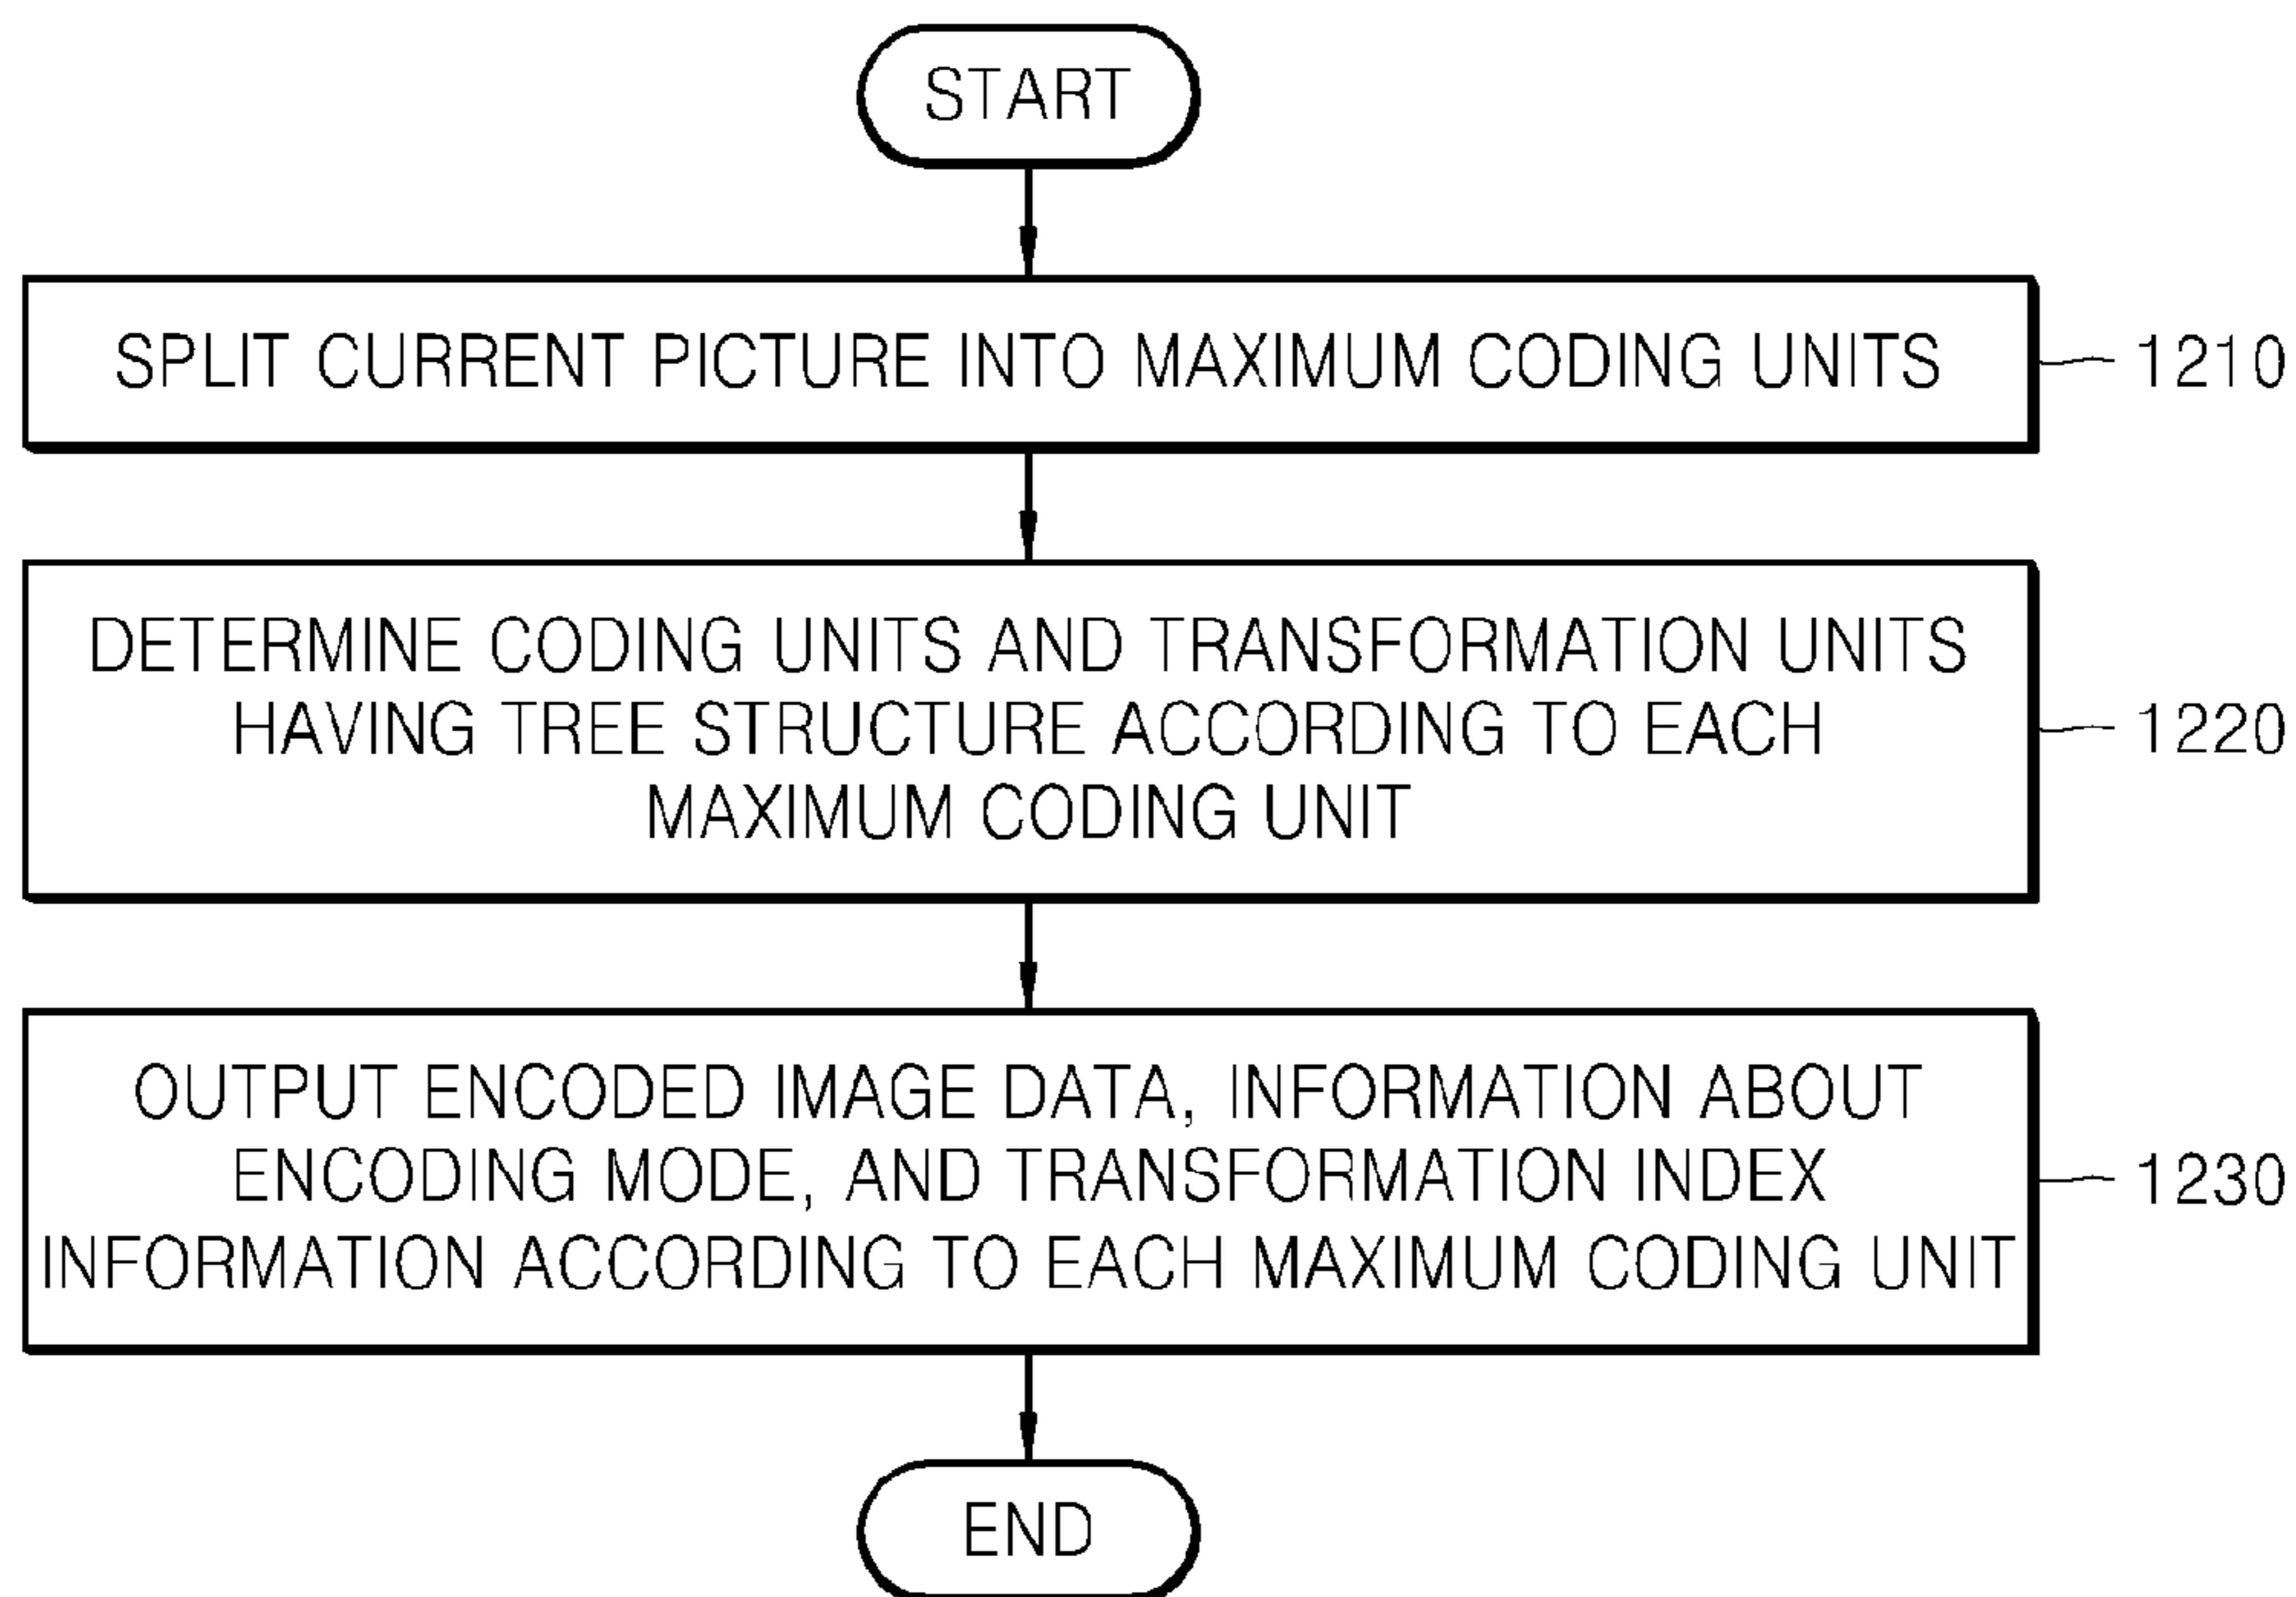 START
SPLIT CURRENT PICTURE INTO MAXIMUM CODING UNITS
1210
DETERMINE CODING UNITS AND TRANSFORMATION UNITS
HAVING TREE STRUCTURE ACCORDING TO EACH
MAXIMUM CODING UNIT
1220
OUTPUT ENCODED IMAGE DATA, INFORMATION ABOUT
ENCODING MODE, AND TRANSFORMATION INDEX
INFORMATION ACCORDING TO EACH MAXIMUM CODING UNIT
1230
END